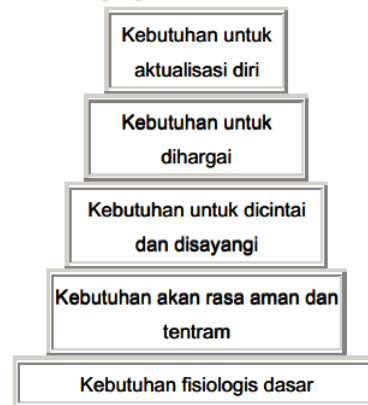 Kebutuhan untuk
aktualisasi diri
Kebutuhan untuk
dihargai
Kebutuhan untuk dicintai
dan disayangi
Kebutuhan akan rasa aman dan
tentram
Kebutuhan fisiologis dasar